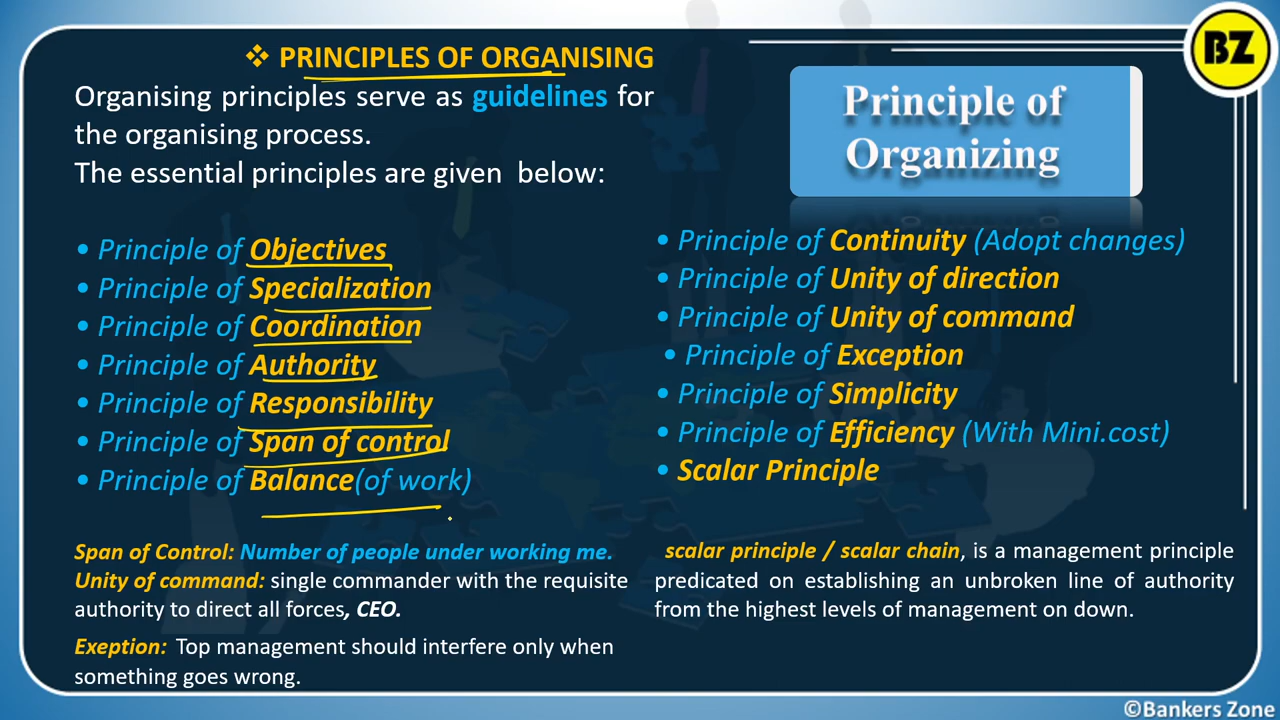 ❖ PRINCIPLES OF ORGANISING
Organising principles serve as guidelines for
the organising process.
The essential principles are given below:
• Principle of Objectives
• Principle of Specialization
• Principle of Coordination
• Principle of Authority
• Principle of Responsibility
• Principle of Span of control
• Principle of Balance(of work)
Span of Control: Number of people under working me.
Unity of command: single commander with the requisite
authority to direct all forces, CEO.
Exeption: Top management should interfere only when
something goes wrong.
BZ
Principle of
Organizing
• Principle of Continuity (Adopt changes)
• Principle of Unity of direction
• Principle of Unity of command
• Principle of Exception
• Principle of Simplicity
• Principle of Efficiency (With Mini.cost)
• Scalar Principle
scalar principle / scalar chain, is a management principle
predicated on establishing an unbroken line of authority
from the highest levels of management on down.
©Bankers Zone